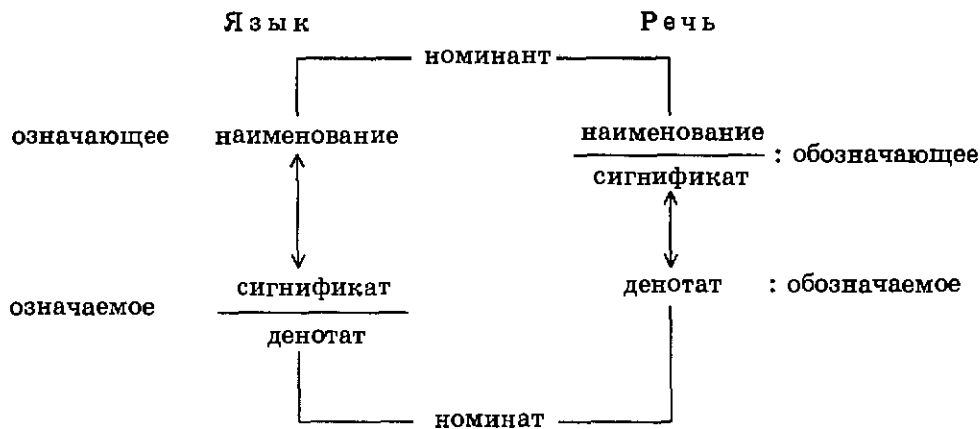 Язык Речь
номинант
означающее наименование наименование : обозначающее
сигнификат
означаемое сигнификат денотат : обозначаемое
денотат
номинат